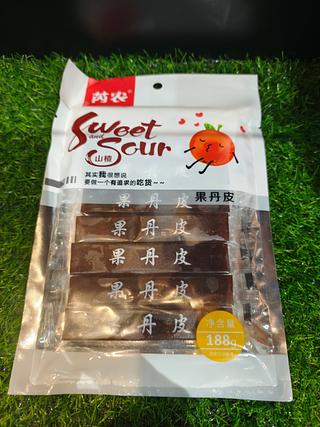 芮农
Sweet
and
Sour
山楂
其实我很想说
要做一个有追求的吃货~~
果丹皮
果丹皮
果丹皮
果丹皮
果丹皮
丹皮
净含量
188g